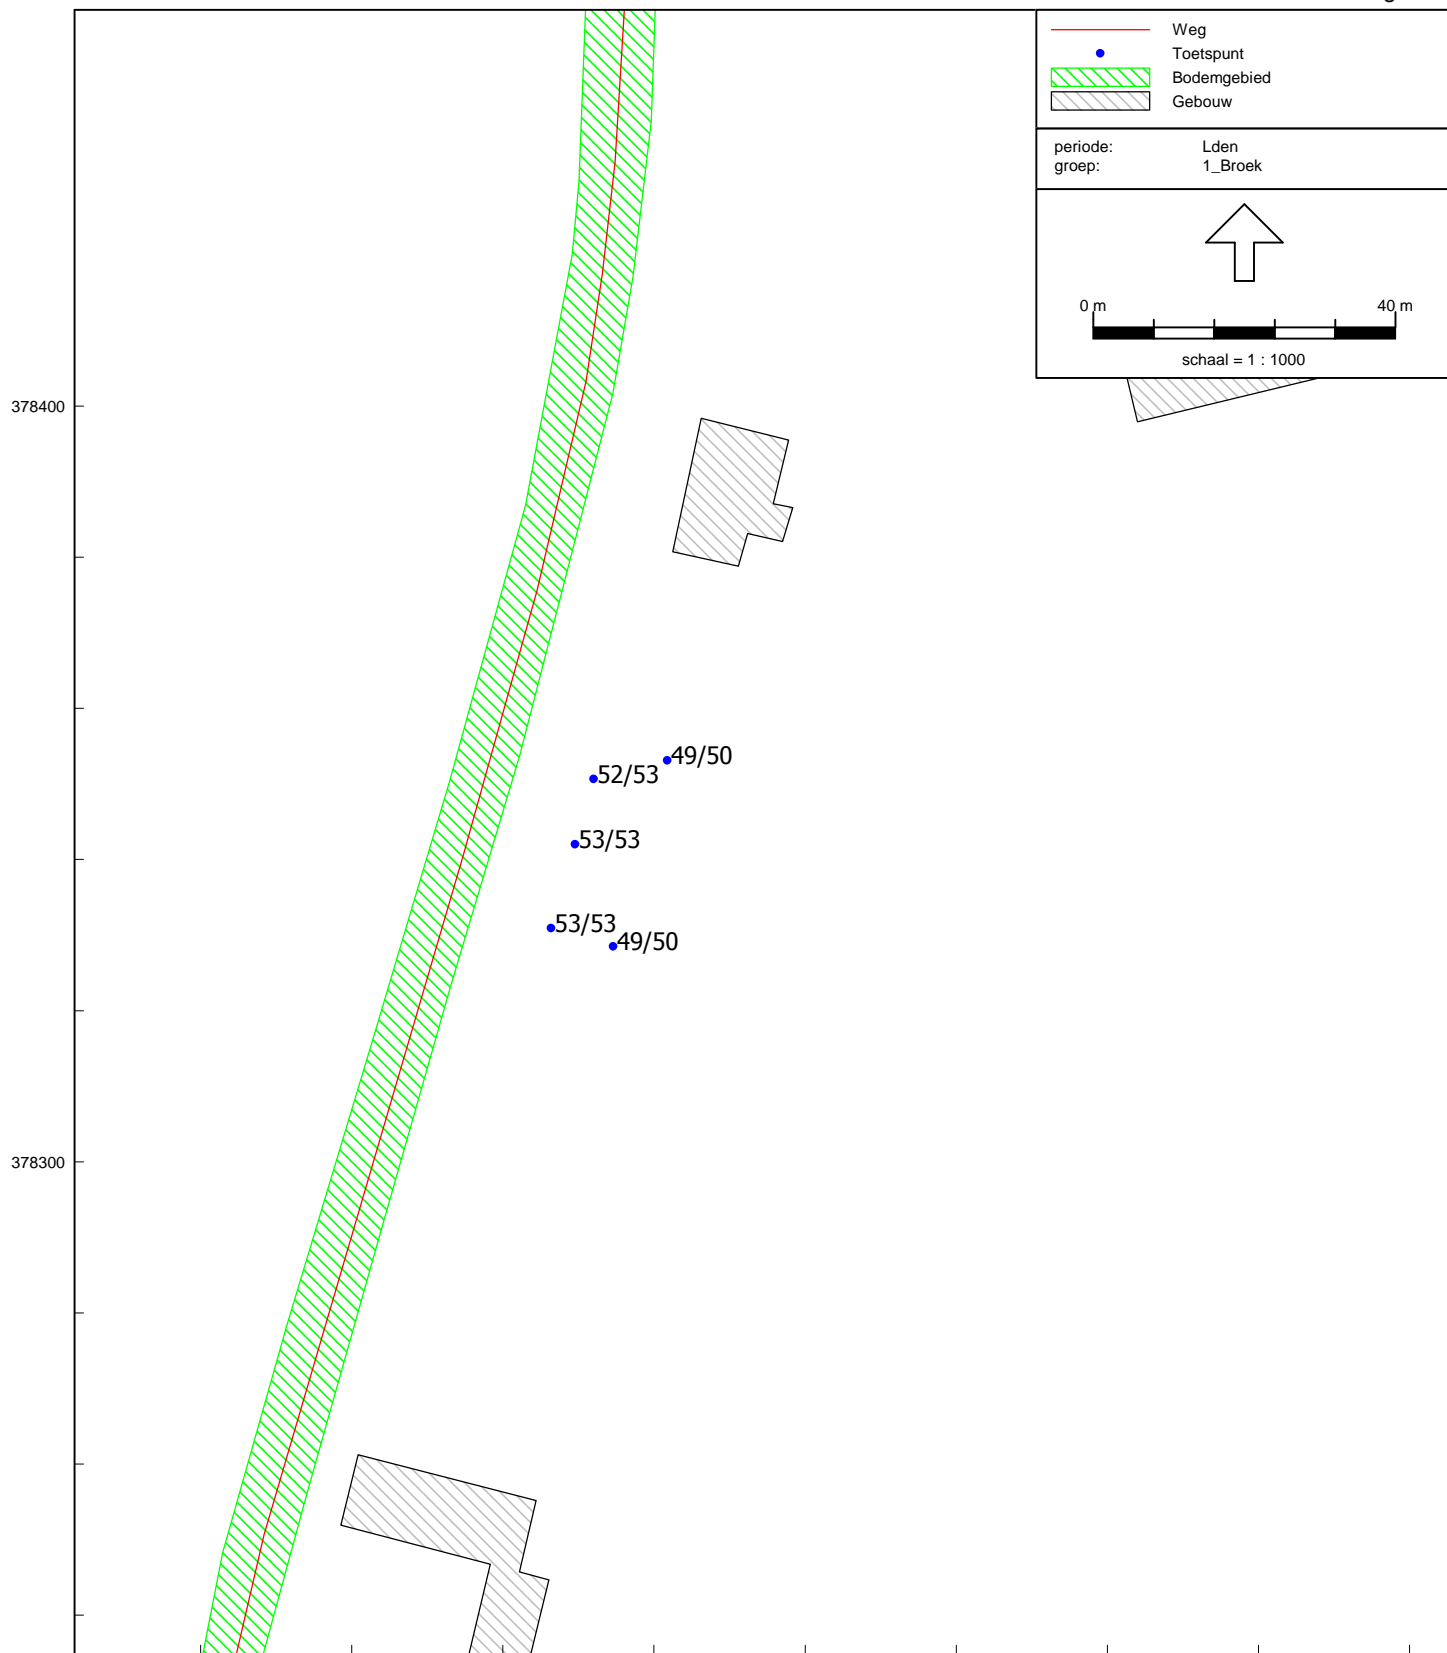 Weg
Toetspunt
Bodemgebied
Gebouw
periode: Lden
groep: 1_Broek
0 m 40 m
schaal = 1 : 1000
378400
49/50
52/53
53/53
53/53
49/50
378300